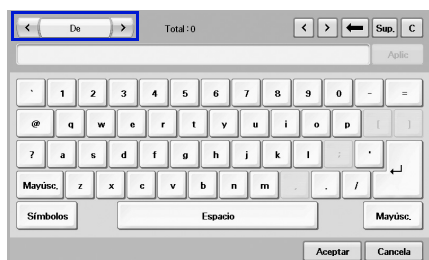 < De > Total : 0 < > ← Sup. C
Aplic
` 1 2 3 4 5 6 7 8 9 0 - =
@ q w e r t y u i o p [ ]
? a s d f g h j k l ; '
Mayúsc. z x c v b n m , . /
Símbolos Espacio Mayúsc.
Aceptar Cancela